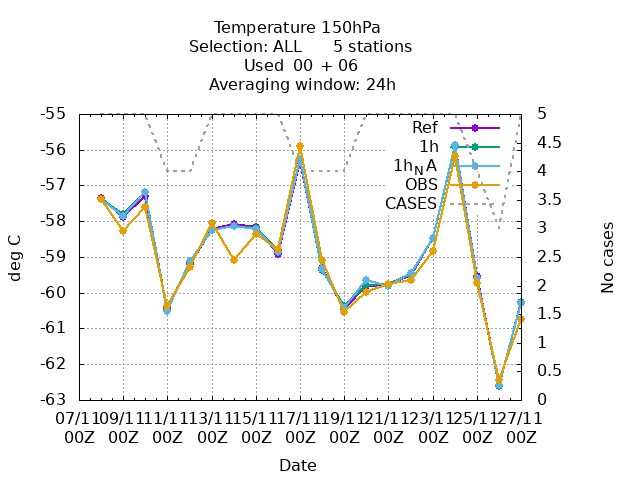 Temperature 150hPa
Selection: ALL 5 stations
Used 00 + 06
Averaging window: 24h
-55
-56
-57
-58
-59
-60
-61
-62
-63
deg C
5
4.5
4
3.5
3
2.5
2
1.5
1
0.5
0
No cases
Ref
1h
1h_N A
OBS
CASES
07/11 09/11 11/11 13/11 15/11 17/11 19/11 21/11 23/11 25/11 27/11
00Z 00Z 00Z 00Z 00Z 00Z 00Z 00Z 00Z 00Z 00Z
Date